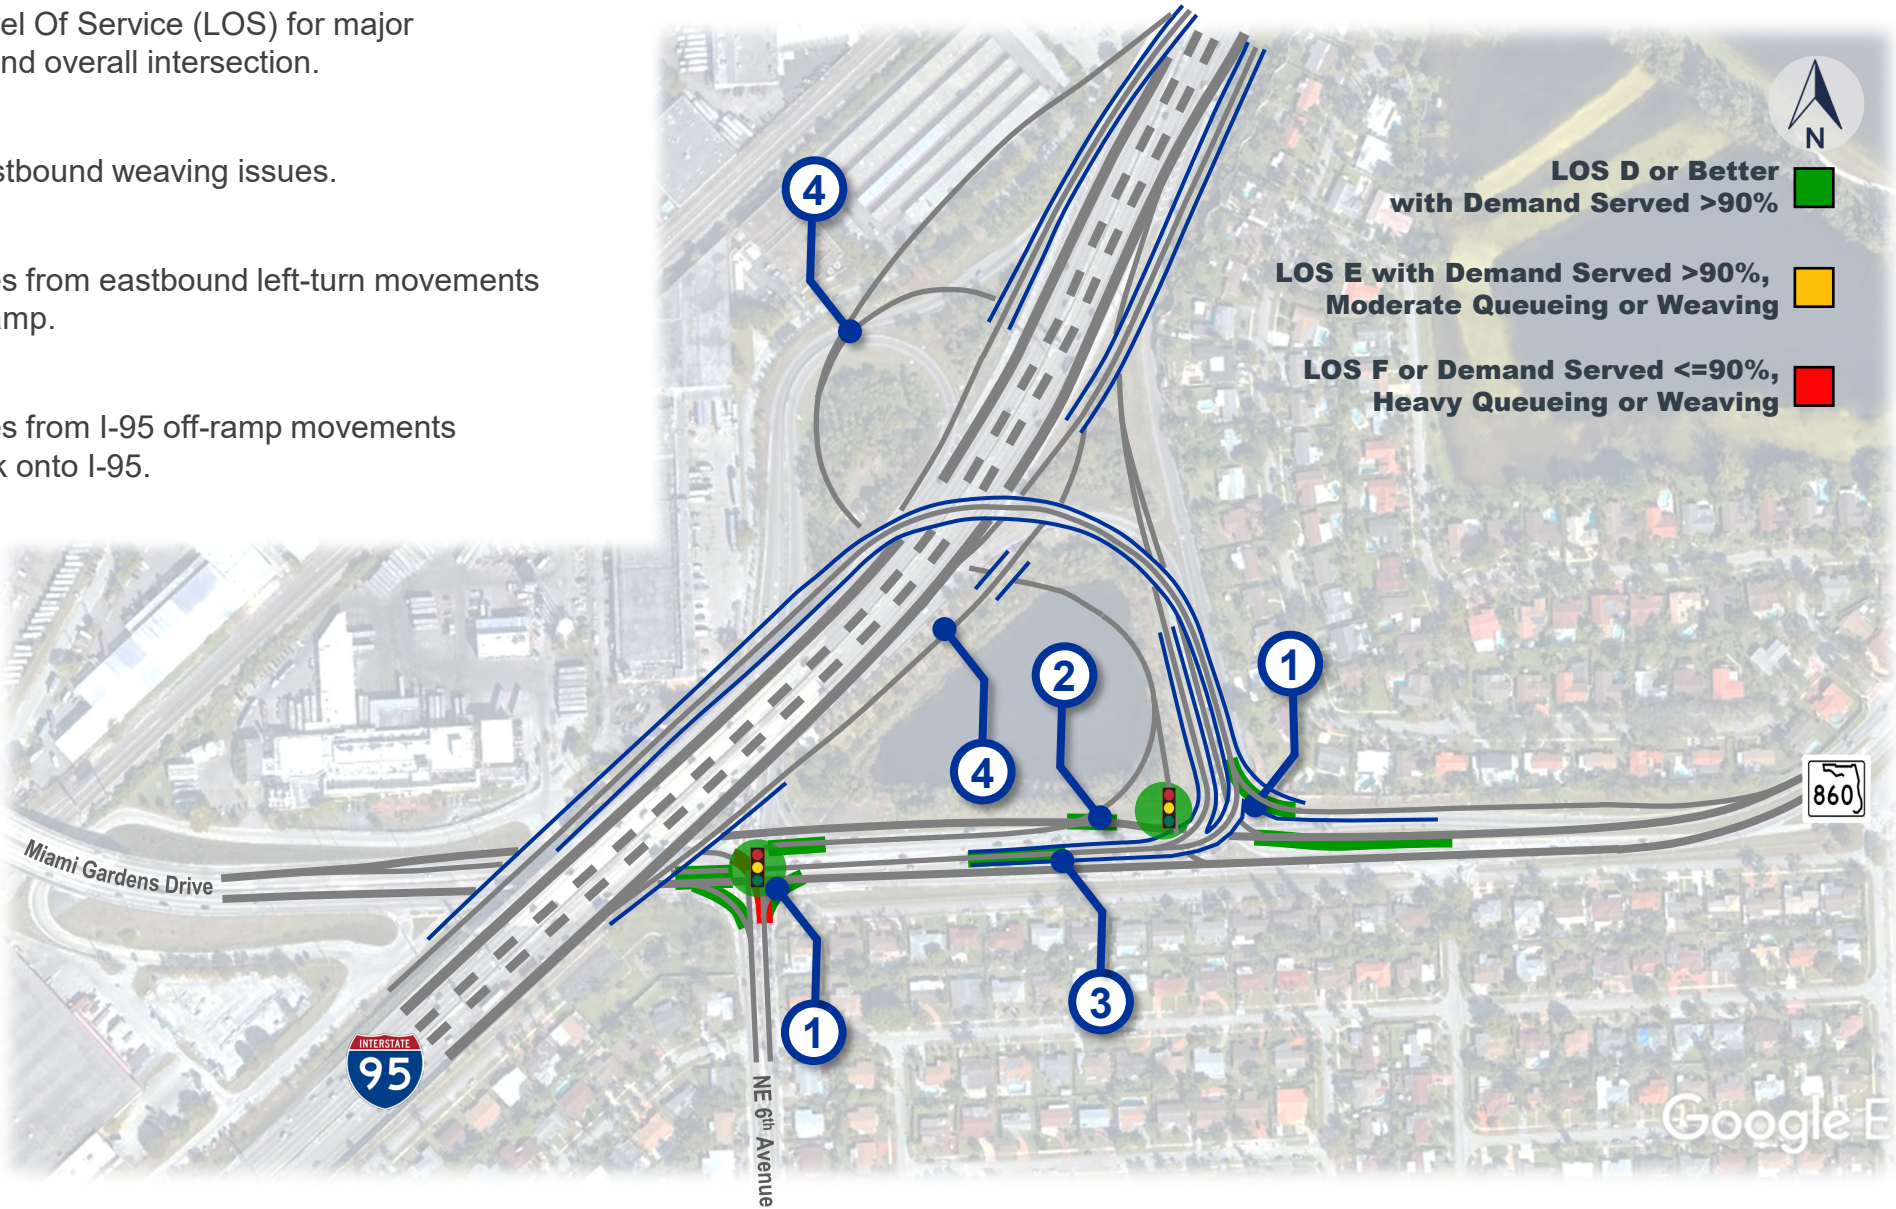 el Of Service (LOS) for major
nd overall intersection.
stbound weaving issues.
es from eastbound left-turn movements
amp.
es from I-95 off-ramp movements
k onto I-95.
N
LOS D or Better
with Demand Served >90%
LOS E with Demand Served >90%,
Moderate Queueing or Weaving
LOS F or Demand Served <=90%,
Heavy Queueing or Weaving
4
2
1
4
860
Miami Gardens Drive
3
1
INTERSTATE
95
NE 6th Avenue
Google E